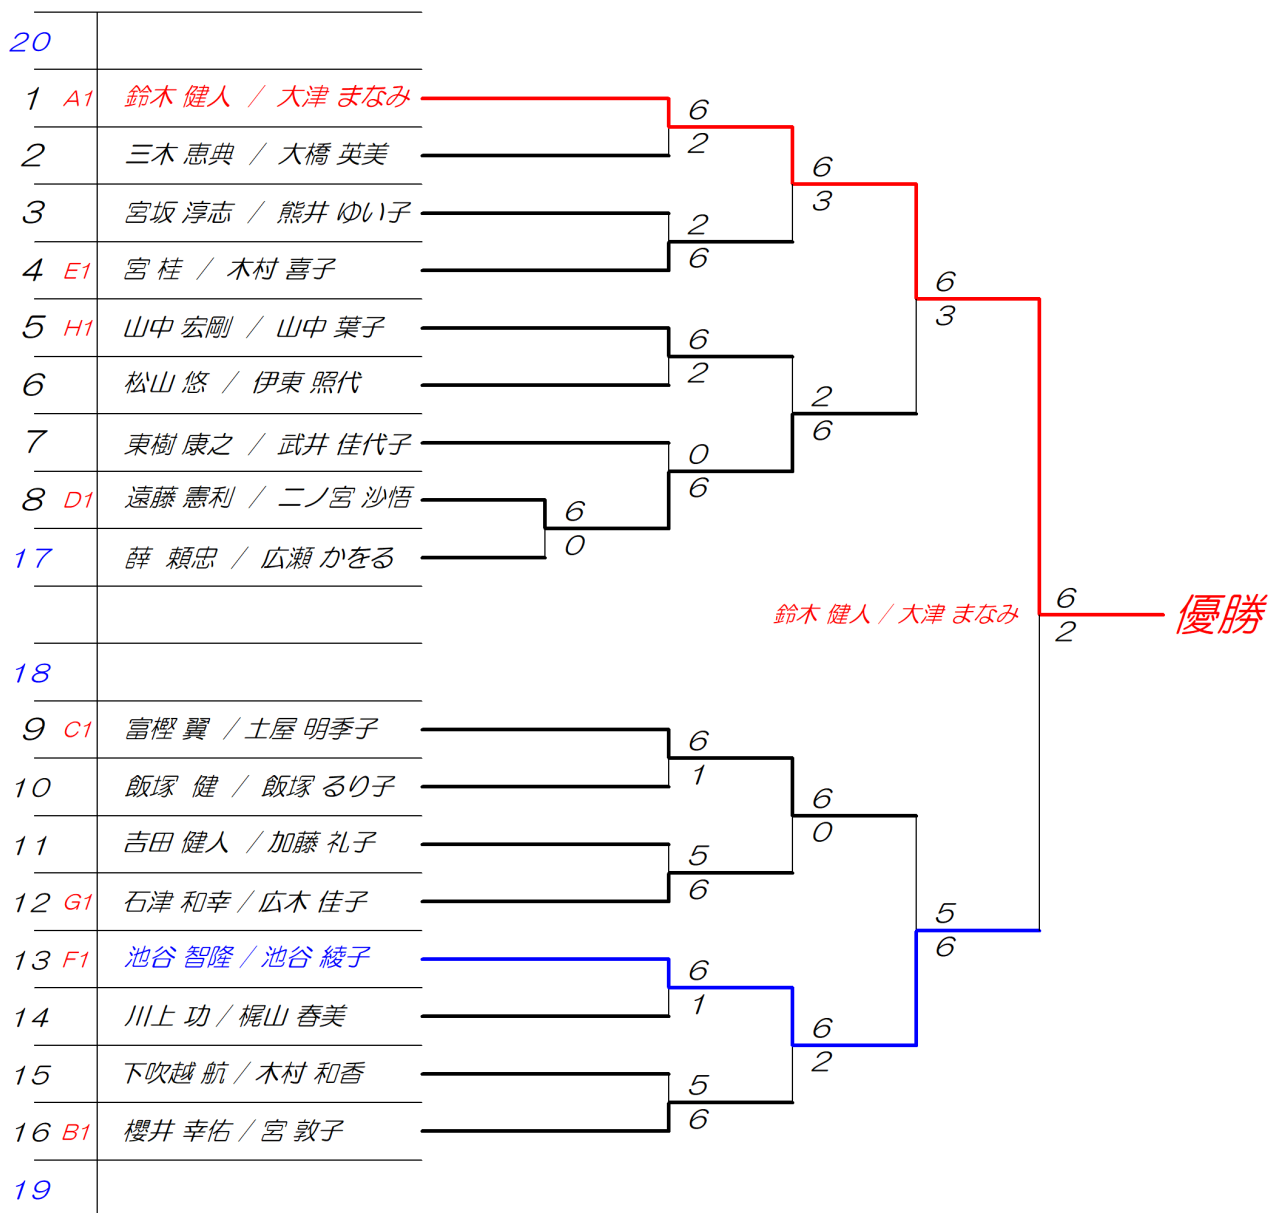 20
1 A1 鈴木 健人 / 大津 まなみ
6
2 三木 恵典 / 大橋 英美
2
6
3
3 宮坂 淳志 / 熊井 ゆい子
2
4 E1 宮 桂 / 木村 喜子
6
6
3
5 H1 山中 宏剛 / 山中 葉子
6
6 松山 悠 / 伊東 照代
2
2
6
7 東樹 康之 / 武井 佳代子
0
8 D1 遠藤 憲利 / 二ノ宮 沙悟
6
6
0
17 薛 頼忠 / 広瀬 かをる
鈴木 健人 / 大津 まなみ
6
2
優勝
18
9 C1 富樫 翼 / 土屋 明季子
6
10 飯塚 健 / 飯塚 るり子
1
6
0
11 吉田 健人 / 加藤 礼子
5
12 G1 石津 和幸 / 広木 佳子
6
5
6
13 F1 池谷 智隆 / 池谷 綾子
6
14 川上 功 / 梶山 春美
1
6
2
15 下吹越 航 / 木村 和香
5
16 B1 櫻井 幸佑 / 宮 敦子
6
19